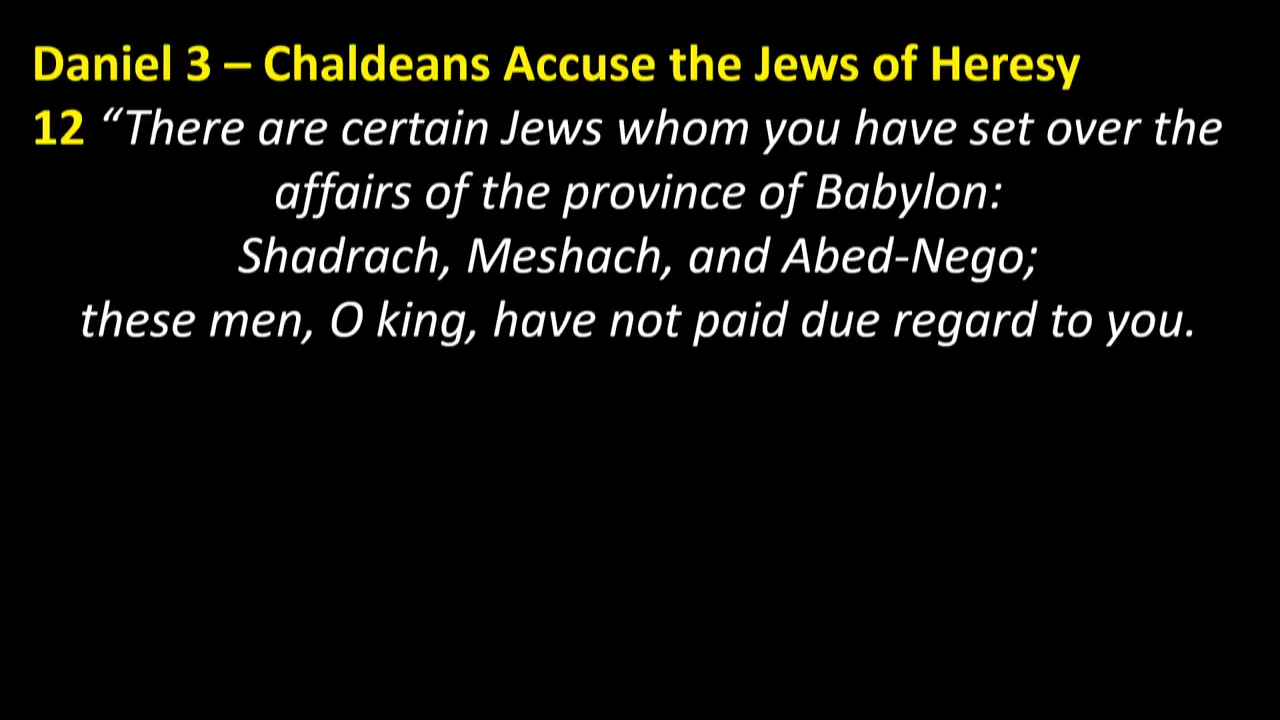 Daniel 3 – Chaldeans Accuse the Jews of Heresy
12 “There are certain Jews whom you have set over the
affairs of the province of Babylon:
Shadrach, Meshach, and Abed-Nego;
these men, O king, have not paid due regard to you.